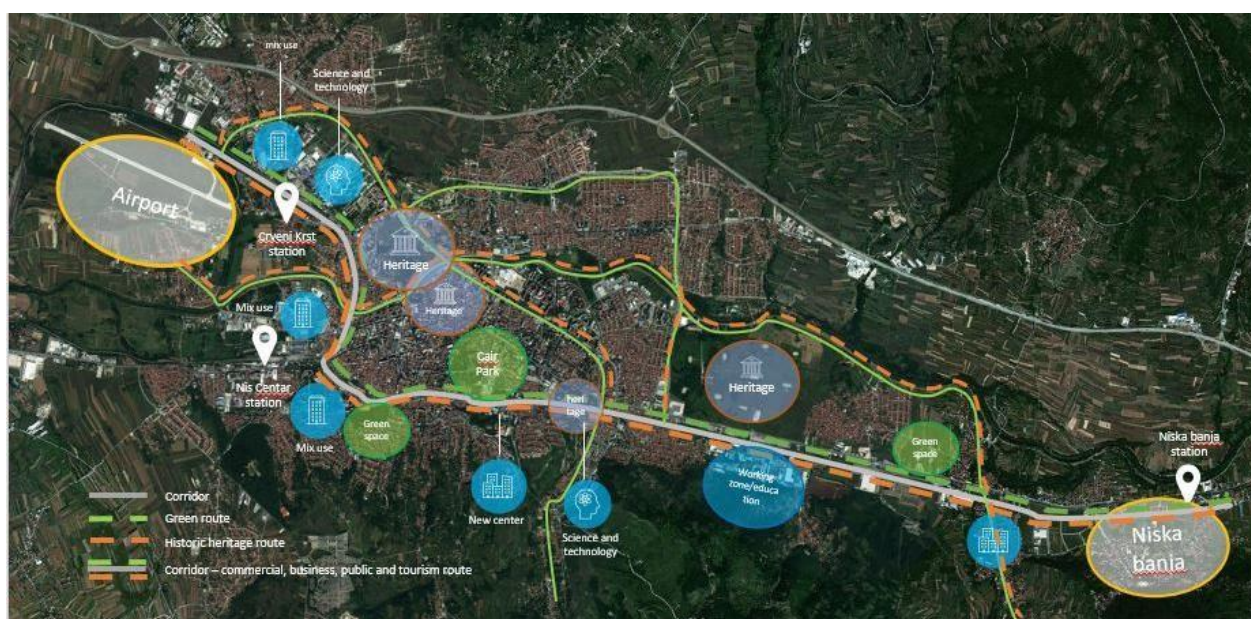 mix use
Science and
technology
Airport
Crveni Krst
station
Heritage
Heritage
Mix use
Nis Centar
station
Cair
Park
Heritage
heri
tage
Mix use
Green
space
Green
space
Niska banja
station
Working
zone/educa
tion
New center
Science and
technology
Niska
banja
Corridor
Green route
Historic heritage route
Corridor – commercial, business, public and tourism route